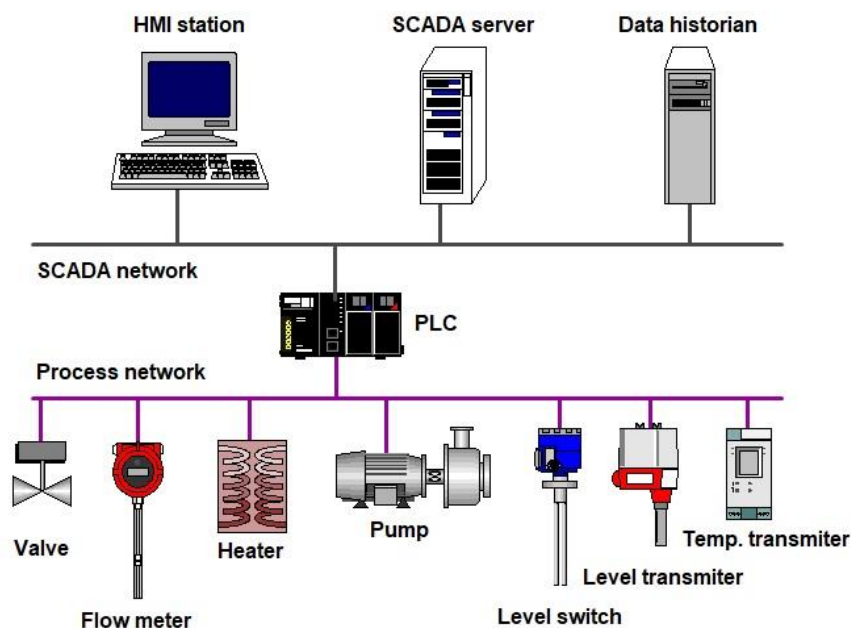 HMI station
SCADA server
Data historian
SCADA network
PLC
Process network
Valve
Flow meter
Heater
Pump
Level switch
Level transmiter
Temp. transmiter